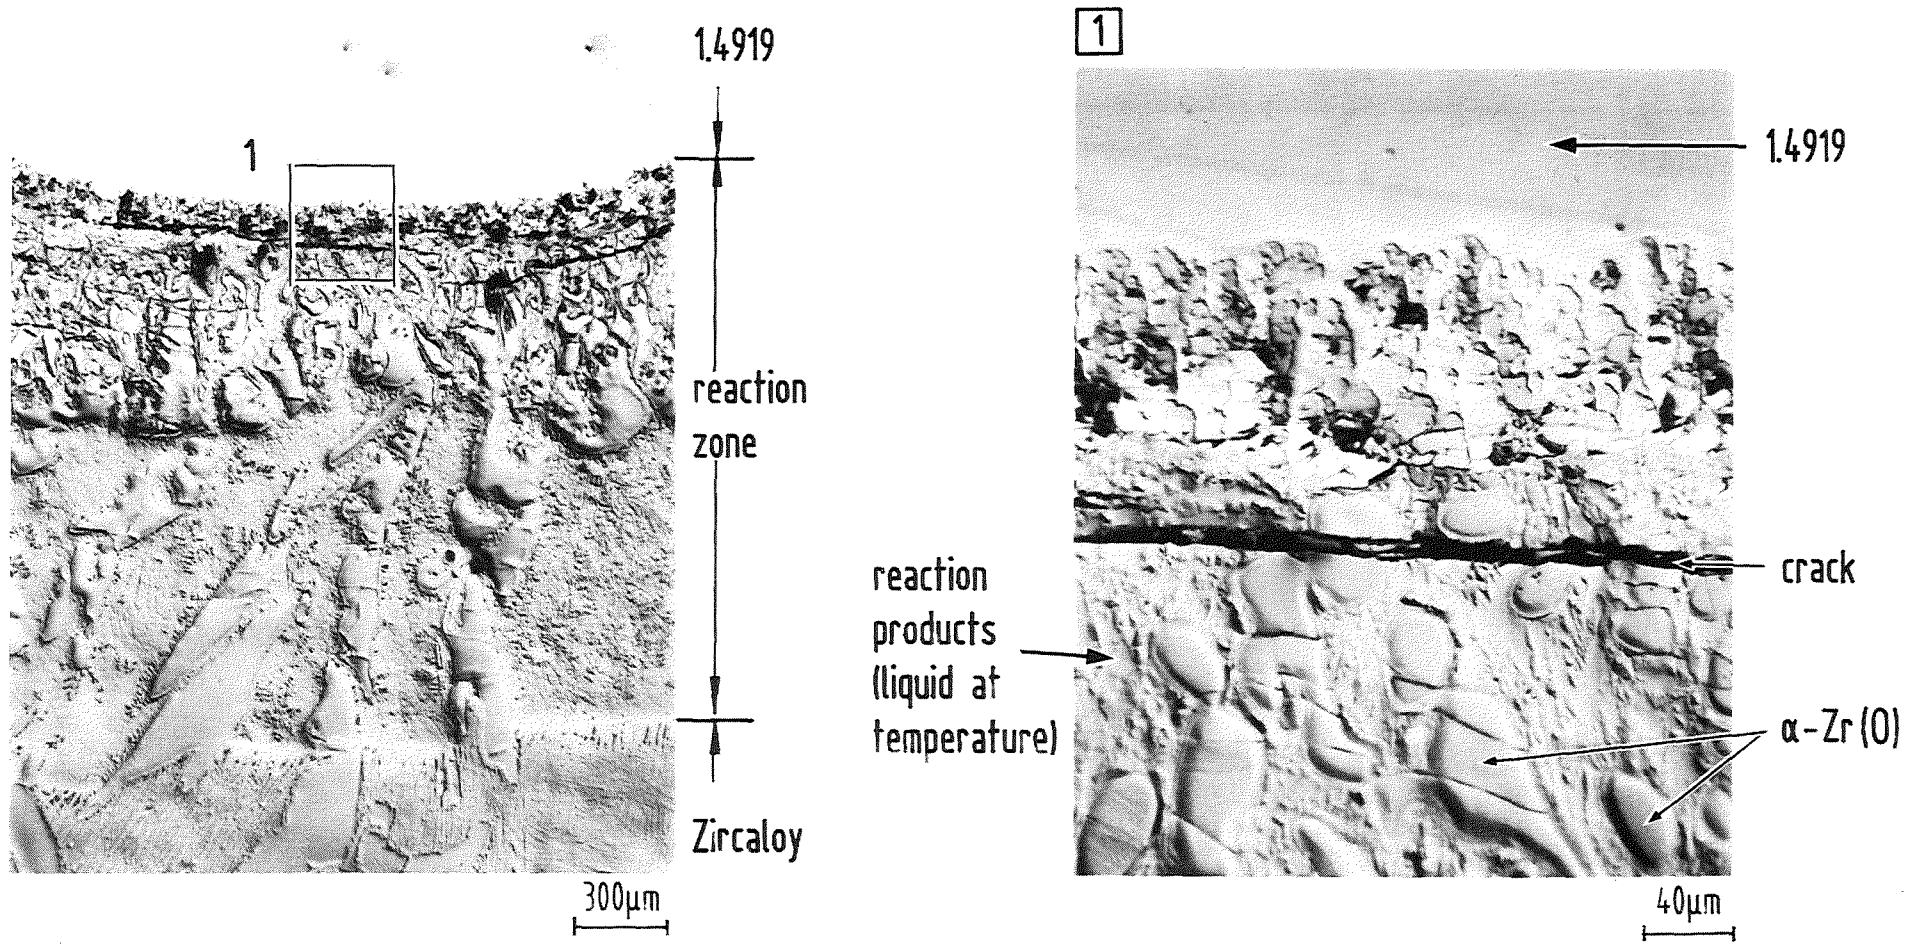 1.4919
1
reaction
zone
Zircaloy
300µm
1
1.4919
crack
reaction
products
(liquid at
temperature)
α-Zr(O)
40µm